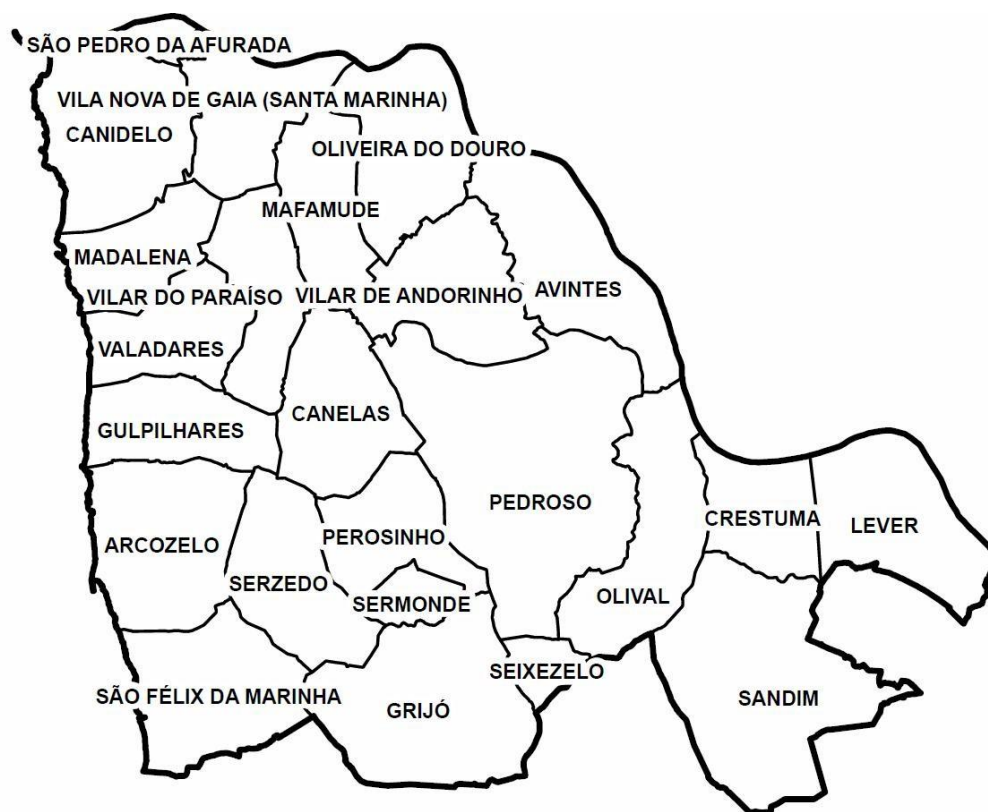 SÃO PEDRO DA AFURADA
VILA NOVA DE GAIA (SANTA MARINHA)
CANIDELO
OLIVEIRA DO DOURO
MAFAMUDE
MADALENA
VILAR DO PARAÍSO
VILAR DE ANDORINHO
AVINTES
VALADARES
CANELAS
GULPILHARES
PEDROSO
CRESTUMA
LEVER
ARCOZELO
PEROSINHO
SERZEDO
SERMONDE
OLIVAL
SEIXEZELO
SÃO FÉLIX DA MARINHA
GRIJÓ
SANDIM